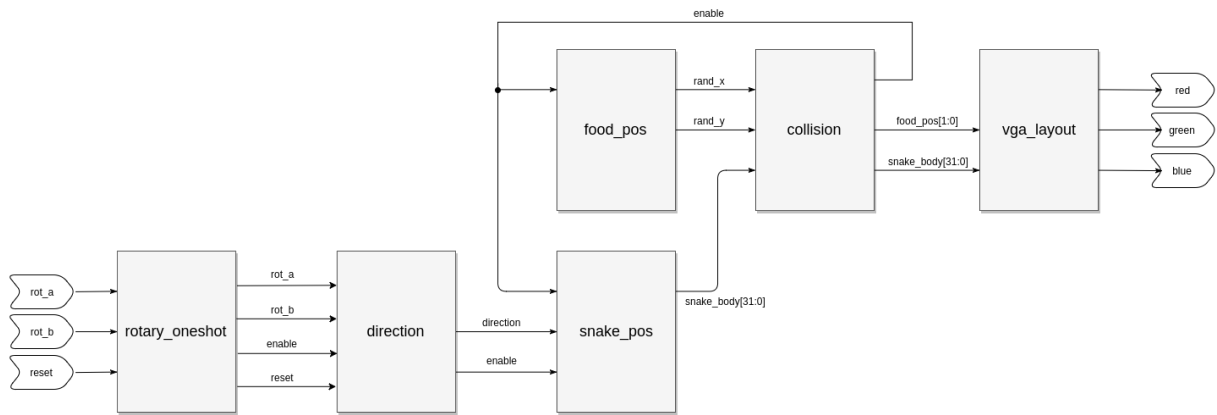 enable
food_pos
rand_x
rand_y
collision
food_pos[1:0]
snake_body[31:0]
vga_layout
red
green
blue
rot_a
rot_b
reset
rotary_oneshot
rot_a
rot_b
enable
reset
direction
direction
enable
snake_pos
snake_body[31:0]